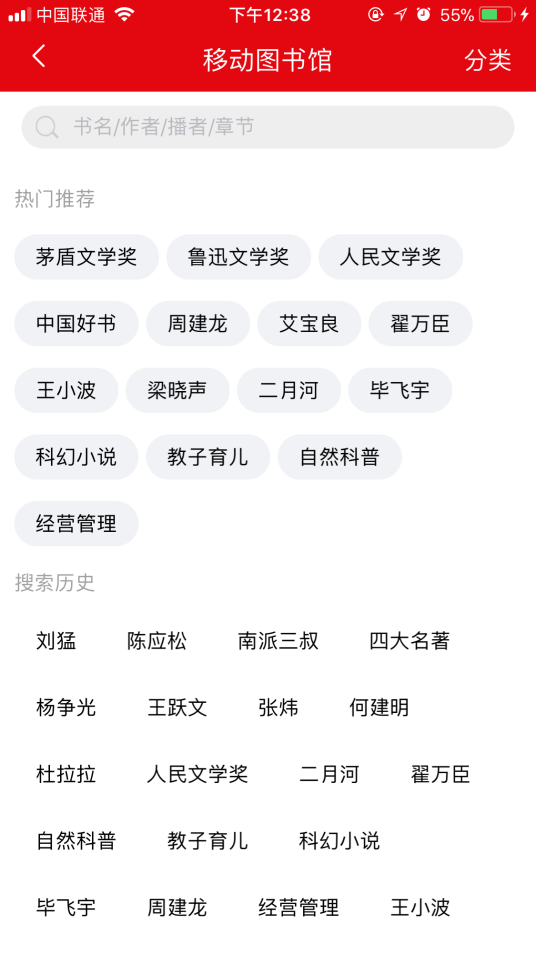 中国联通 下午12:38 55%
移动图书馆 分类
书名/作者/播者/章节
热门推荐
茅盾文学奖 鲁迅文学奖 人民文学奖
中国好书 周建龙 艾宝良 翟万臣
王小波 梁晓声 二月河 毕飞宇
科幻小说 教子育儿 自然科普
经营管理
搜索历史
刘猛 陈应松 南派三叔 四大名著
杨争光 王跃文 张炜 何建明
杜拉拉 人民文学奖 二月河 翟万臣
自然科普 教子育儿 科幻小说
毕飞宇 周建龙 经营管理 王小波